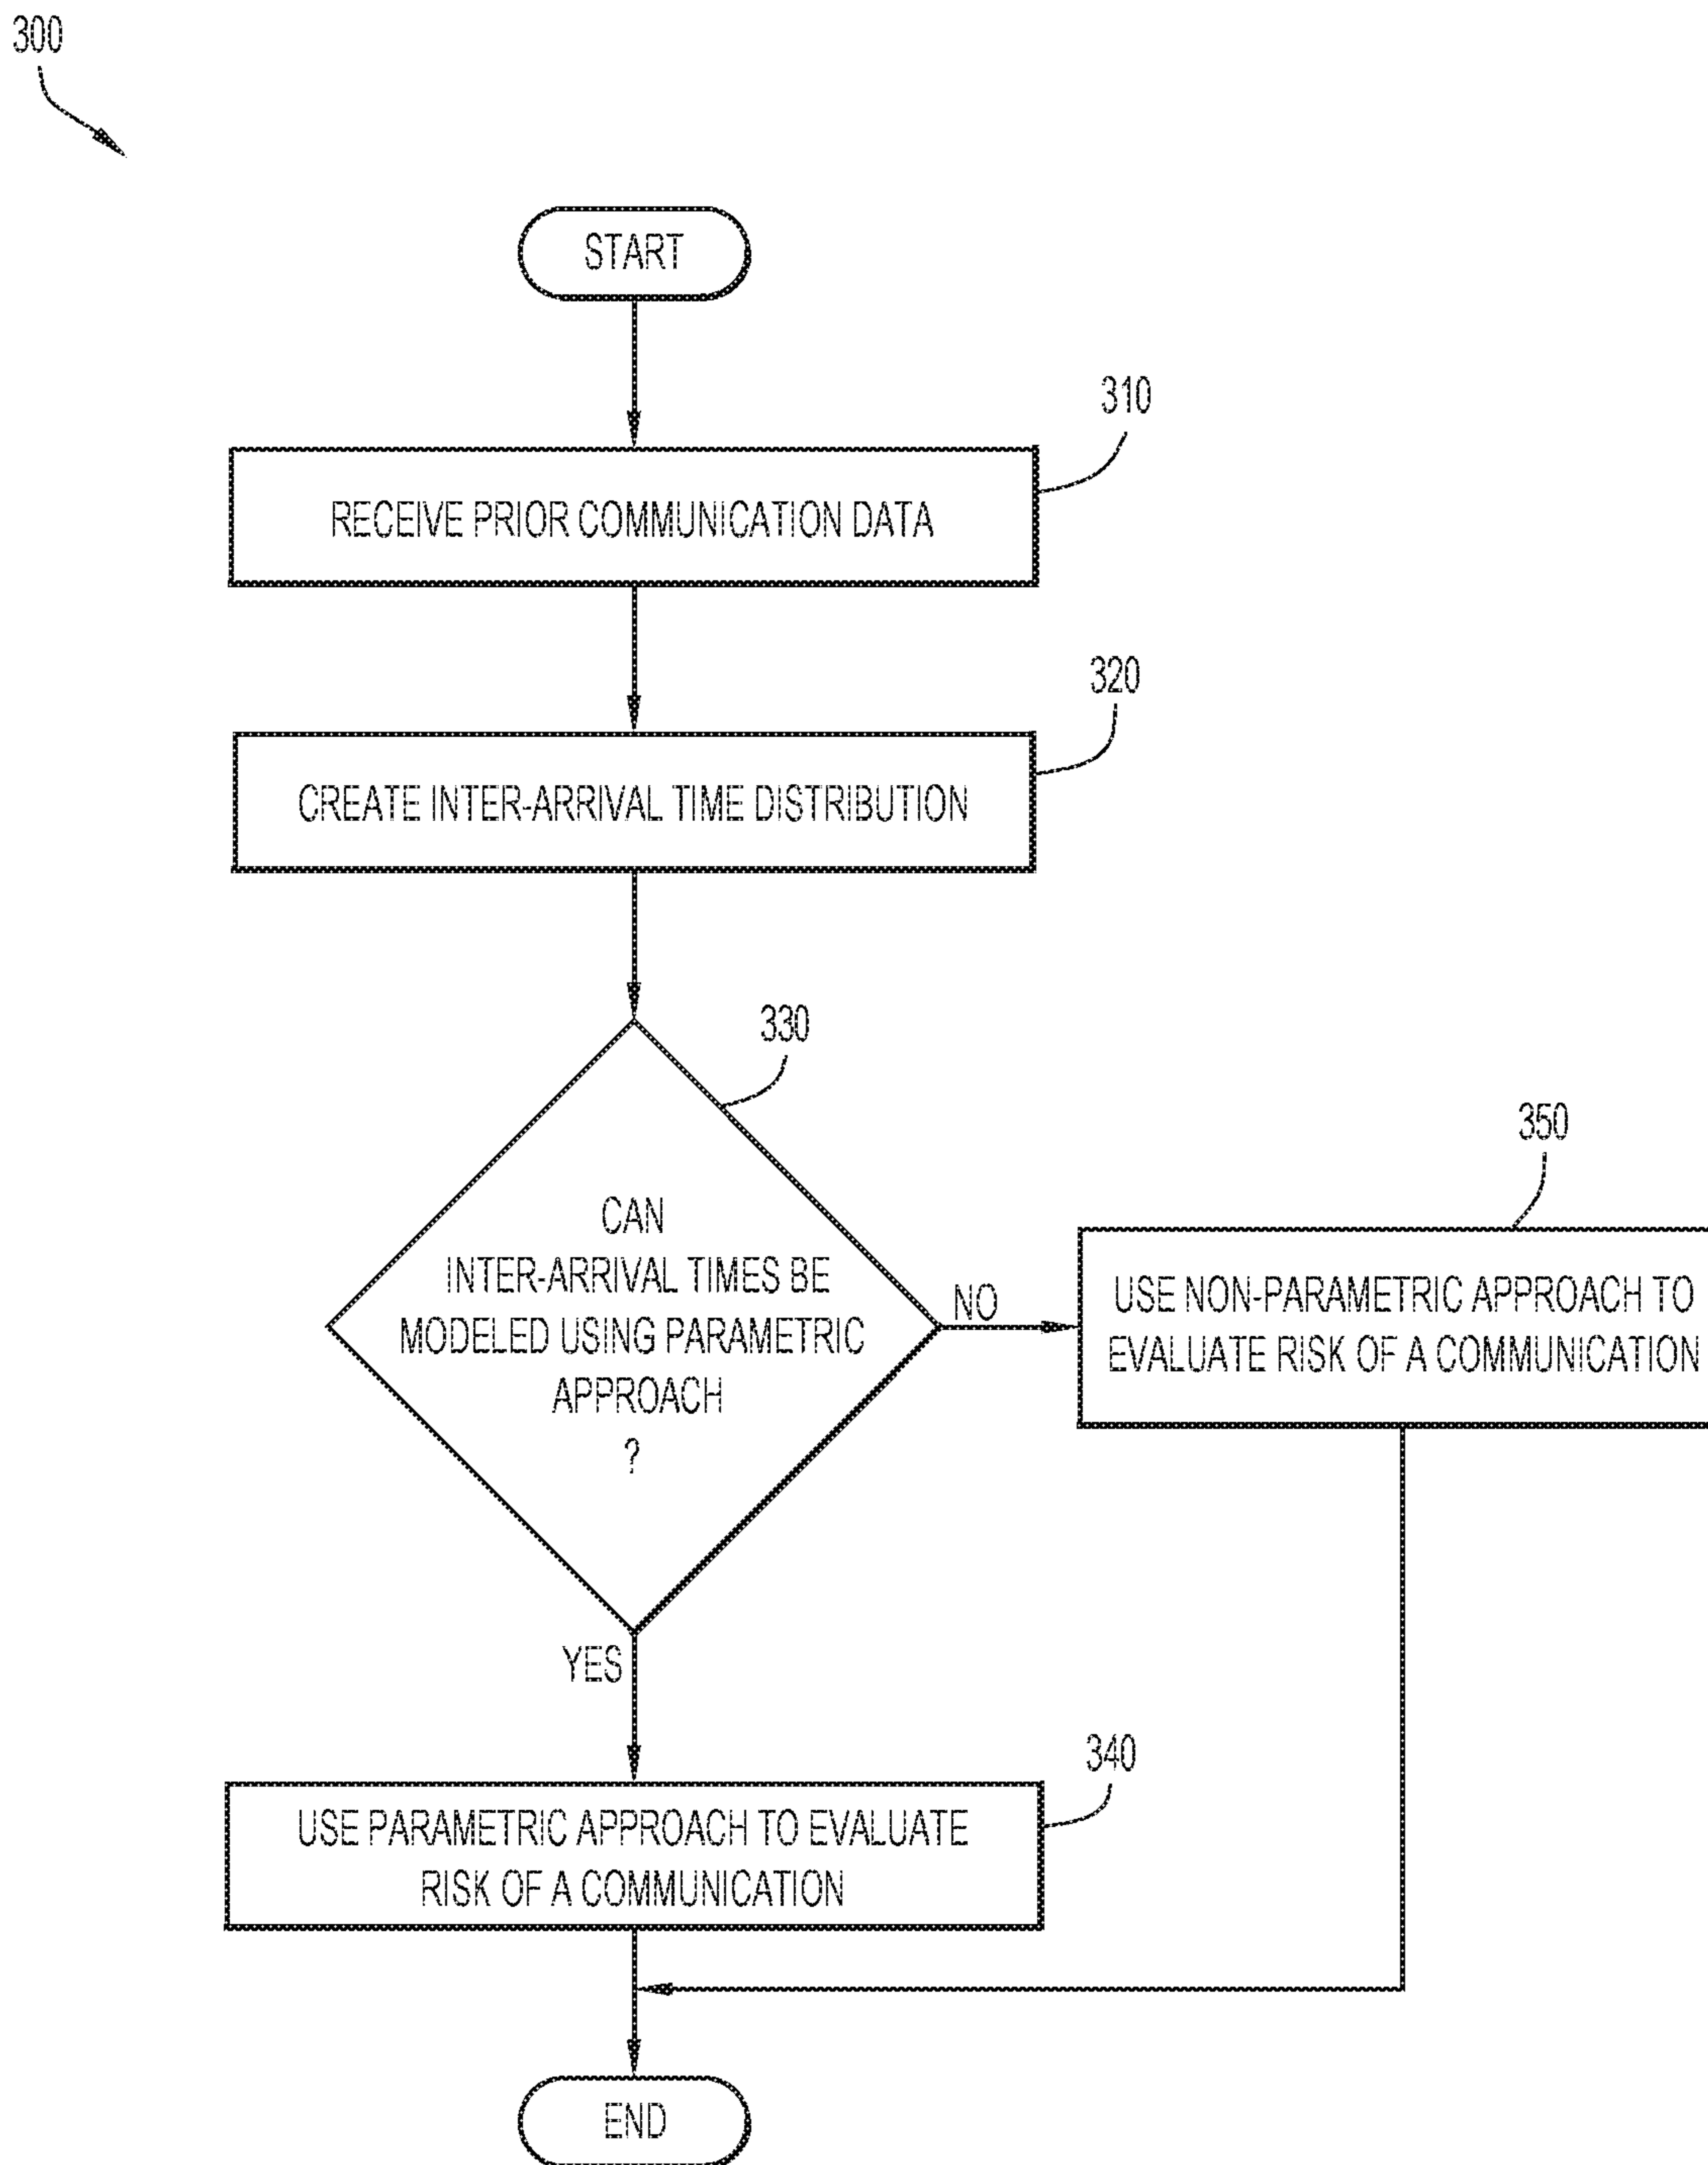 300
START
310
RECEIVE PRIOR COMMUNICATION DATA
320
CREATE INTER-ARRIVAL TIME DISTRIBUTION
330
CAN
INTER-ARRIVAL TIMES BE
MODELED USING PARAMETRIC
APPROACH
?
NO
350
USE NON-PARAMETRIC APPROACH TO
EVALUATE RISK OF A COMMUNICATION
YES
340
USE PARAMETRIC APPROACH TO EVALUATE
RISK OF A COMMUNICATION
END